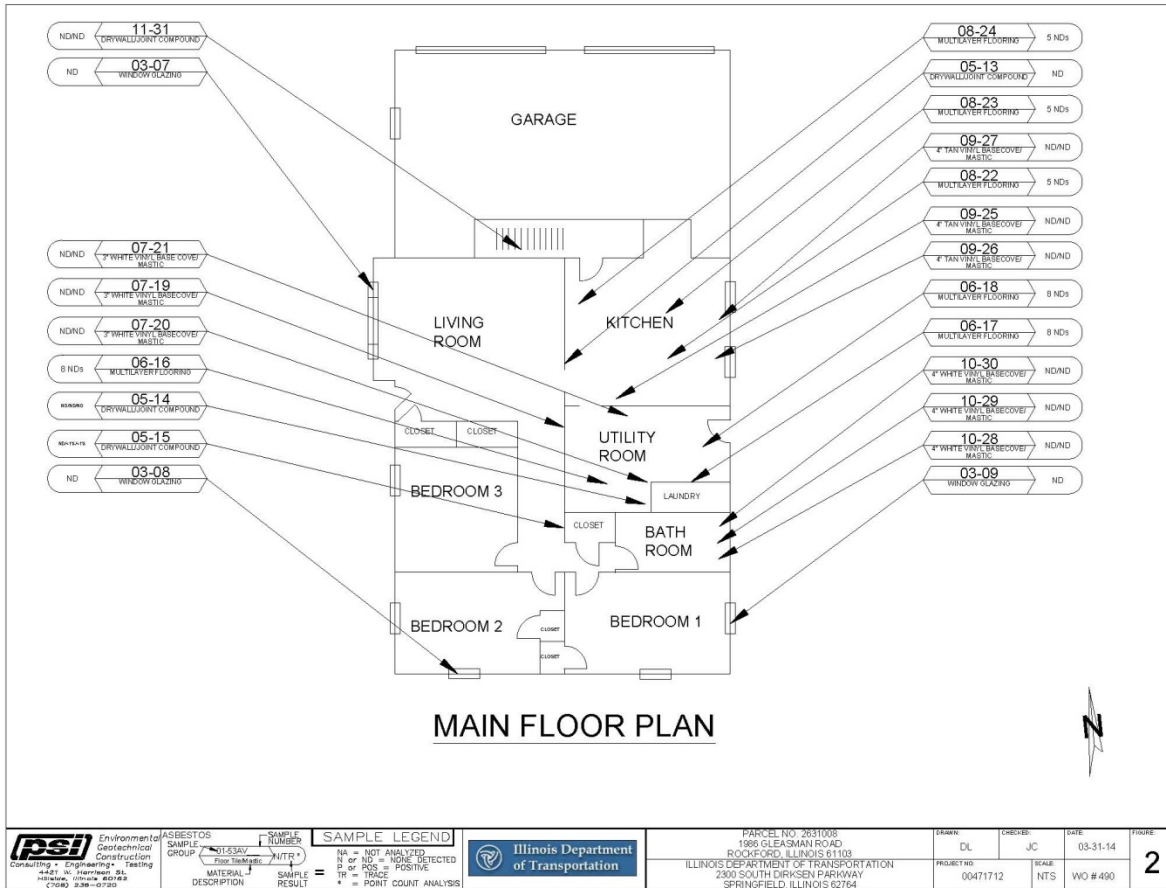 ND/ND
11-31
DRYWALL/JOINT COMPOUND
ND
03-07
WINDOW GLAZING
ND/ND
07-21
3" WHITE VINYL BASE COVE/
MASTIC
ND/ND
07-19
3" WHITE VINYL BASECOVE/
MASTIC
ND/ND
07-20
3" WHITE VINYL BASECOVE/
MASTIC
8 NDs
06-16
MULTILAYER FLOORING
05-14
DRYWALL/JOINT COMPOUND
05-15
DRYWALL/JOINT COMPOUND
ND
03-08
WINDOW GLAZING
08-24
MULTILAYER FLOORING
5 NDs
05-13
DRYWALL/JOINT COMPOUND
ND
08-23
MULTILAYER FLOORING
5 NDs
09-27
4" TAN VINYL BASECOVE/
MASTIC
ND/ND
08-22
MULTILAYER FLOORING
5 NDs
09-25
4" TAN VINYL BASECOVE/
MASTIC
ND/ND
09-26
4" TAN VINYL BASECOVE/
MASTIC
ND/ND
06-18
MULTILAYER FLOORING
8 NDs
06-17
MULTILAYER FLOORING
8 NDs
10-30
4" WHITE VINYL BASECOVE/
MASTIC
ND/ND
10-29
4" WHITE VINYL BASECOVE/
MASTIC
ND/ND
10-28
4" WHITE VINYL BASECOVE/
MASTIC
ND/ND
03-09
WINDOW GLAZING
ND
GARAGE
LIVING
ROOM
KITCHEN
CLOSET
CLOSET
UTILITY
ROOM
BEDROOM 3
LAUNDRY
CLOSET
BATH
ROOM
BEDROOM 2
CLOSET
CLOSET
BEDROOM 1
MAIN FLOOR PLAN
N
psi
Environmental
Geotechnical
Construction
Consulting • Engineering • Testing
4421 W. Harrison St.
Hillside, Illinois 60162
(708) 236-0720
ASBESTOS
SAMPLE
GROUP
SAMPLE
NUMBER
01-53AV
Floor Tile/Mastic
N/TR *
MATERIAL
DESCRIPTION
SAMPLE
RESULT
=
SAMPLE LEGEND
NA = NOT ANALYZED
N or ND = NONE DETECTED
P or POS = POSITIVE
TR = TRACE
* = POINT COUNT ANALYSIS
Illinois Department
of Transportation
PARCEL NO. 2631008
1986 GLEASMAN ROAD
ROCKFORD, ILLINOIS 61103
ILLINOIS DEPARTMENT OF TRANSPORTATION
2300 SOUTH DIRKSEN PARKWAY
SPRINGFIELD, ILLINOIS 62764
DRAWN:
DL
CHECKED:
JC
DATE:
03-31-14
PROJECT NO:
00471712
SCALE:
NTS
WO # 490
FIGURE:
2